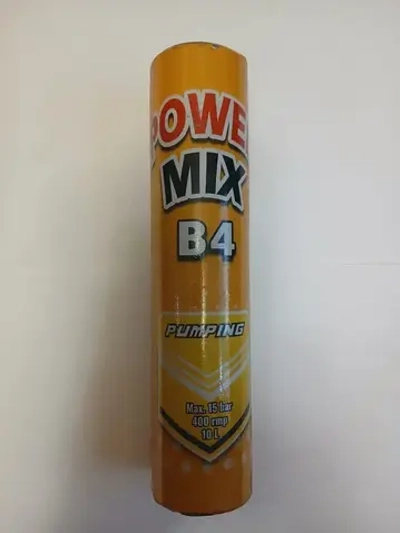 POWE
MIX
B4
PUMPING
Max. 15 bar
400 rmp
10 L